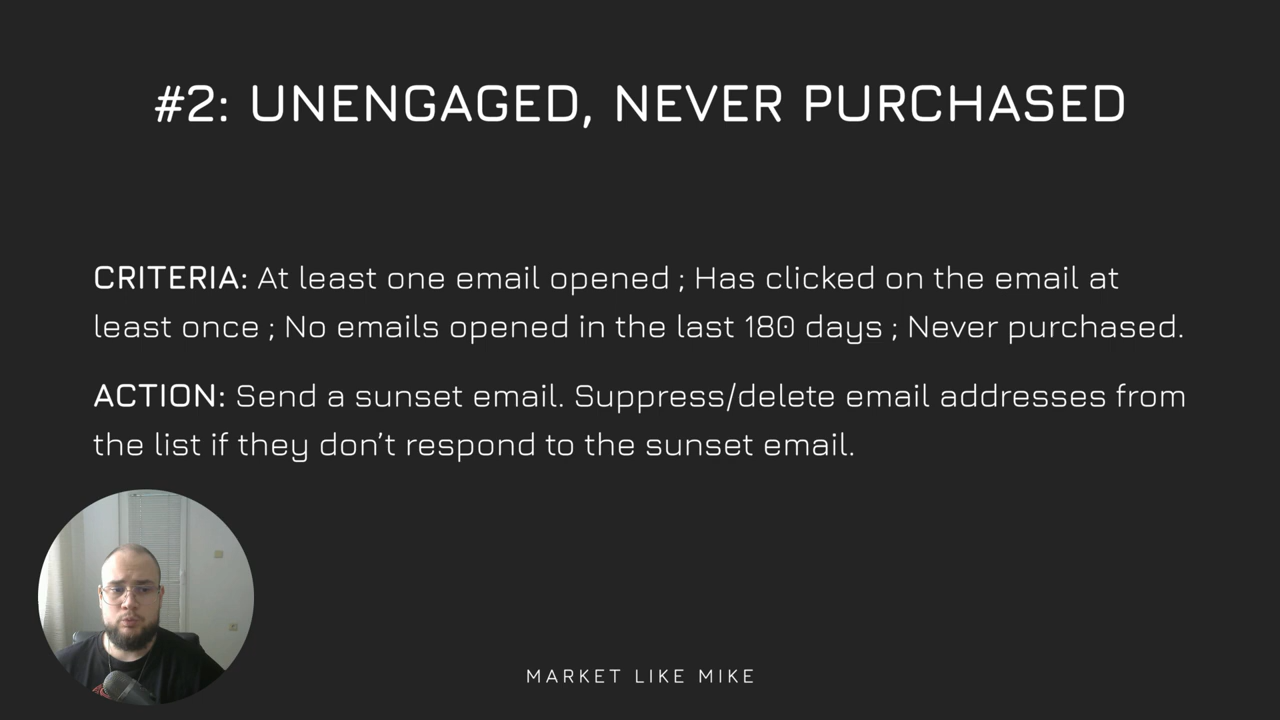 #2: UNENGAGED, NEVER PURCHASED
CRITERIA: At least one email opened ; Has clicked on the email at
least once ; No emails opened in the last 180 days ; Never purchased.
ACTION: Send a sunset email. Suppress/delete email addresses from
the list if they don’t respond to the sunset email.
MARKET LIKE MIKE